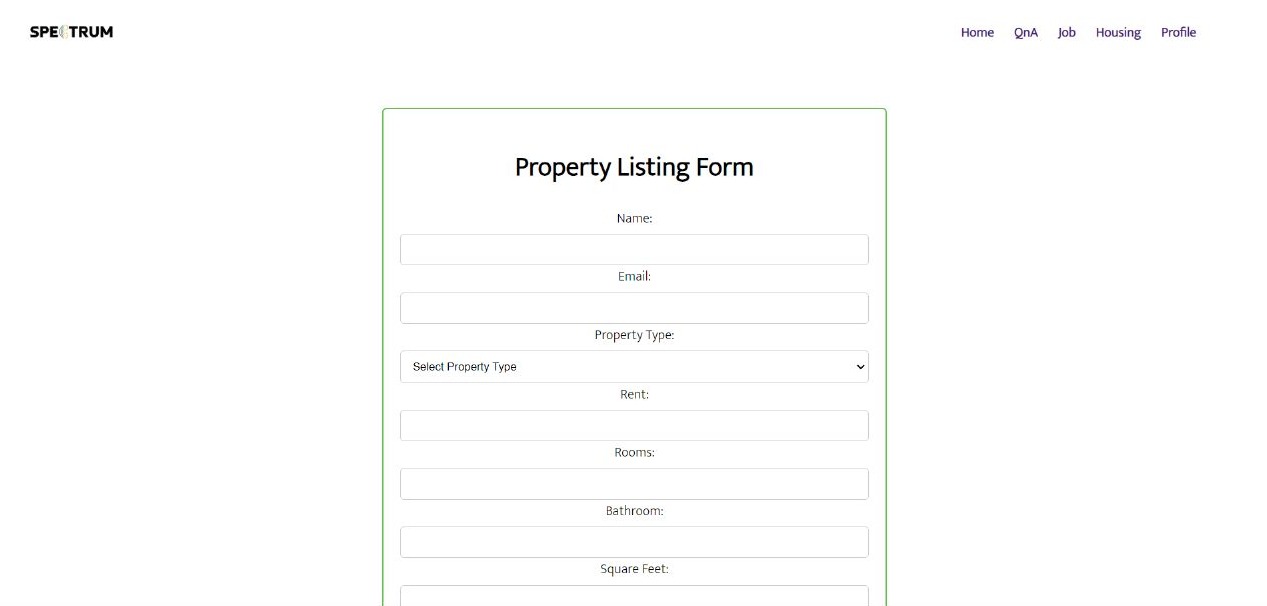 SPECTRUM
Home QnA Job Housing Profile
Property Listing Form
Name:
Email:
Property Type:
Select Property Type
Rent:
Rooms:
Bathroom:
Square Feet: